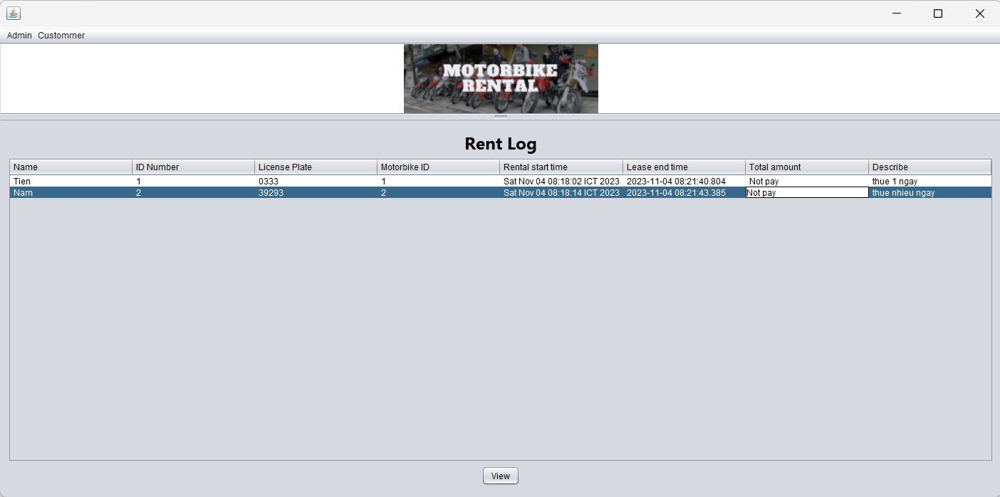 Admin Custommer
MOTORBIKE
RENTAL
Rent Log
Name ID Number License Plate Motorbike ID Rental start time Lease end time Total amount Describe
Tien 1 0333 1 Sat Nov 04 08:18:02 ICT 2023 2023-11-04 08:21:40.804 Not pay thue 1 ngay
Nam 2 39293 2 Sat Nov 04 08:18:14 ICT 2023 2023-11-04 08:21:43.385 Not pay thue nhieu ngay
View